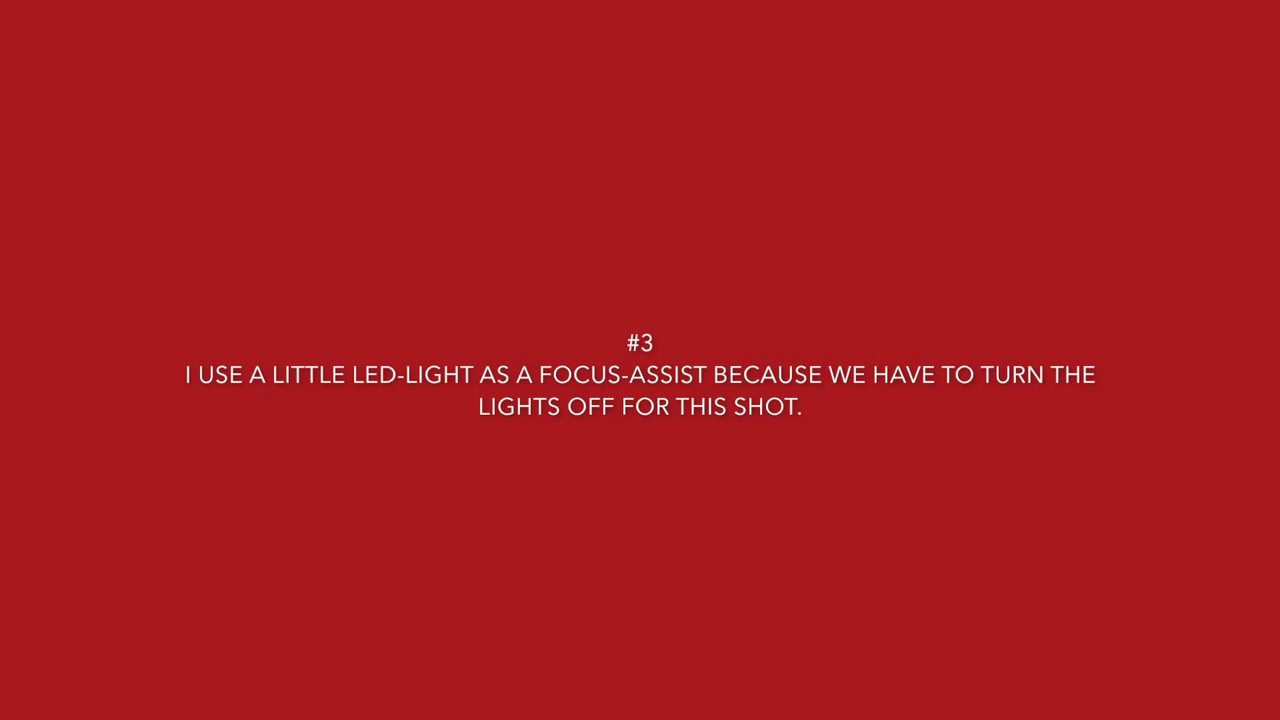 #3
I USE A LITTLE LED-LIGHT AS A FOCUS-ASSIST BECAUSE WE HAVE TO TURN THE
LIGHTS OFF FOR THIS SHOT.